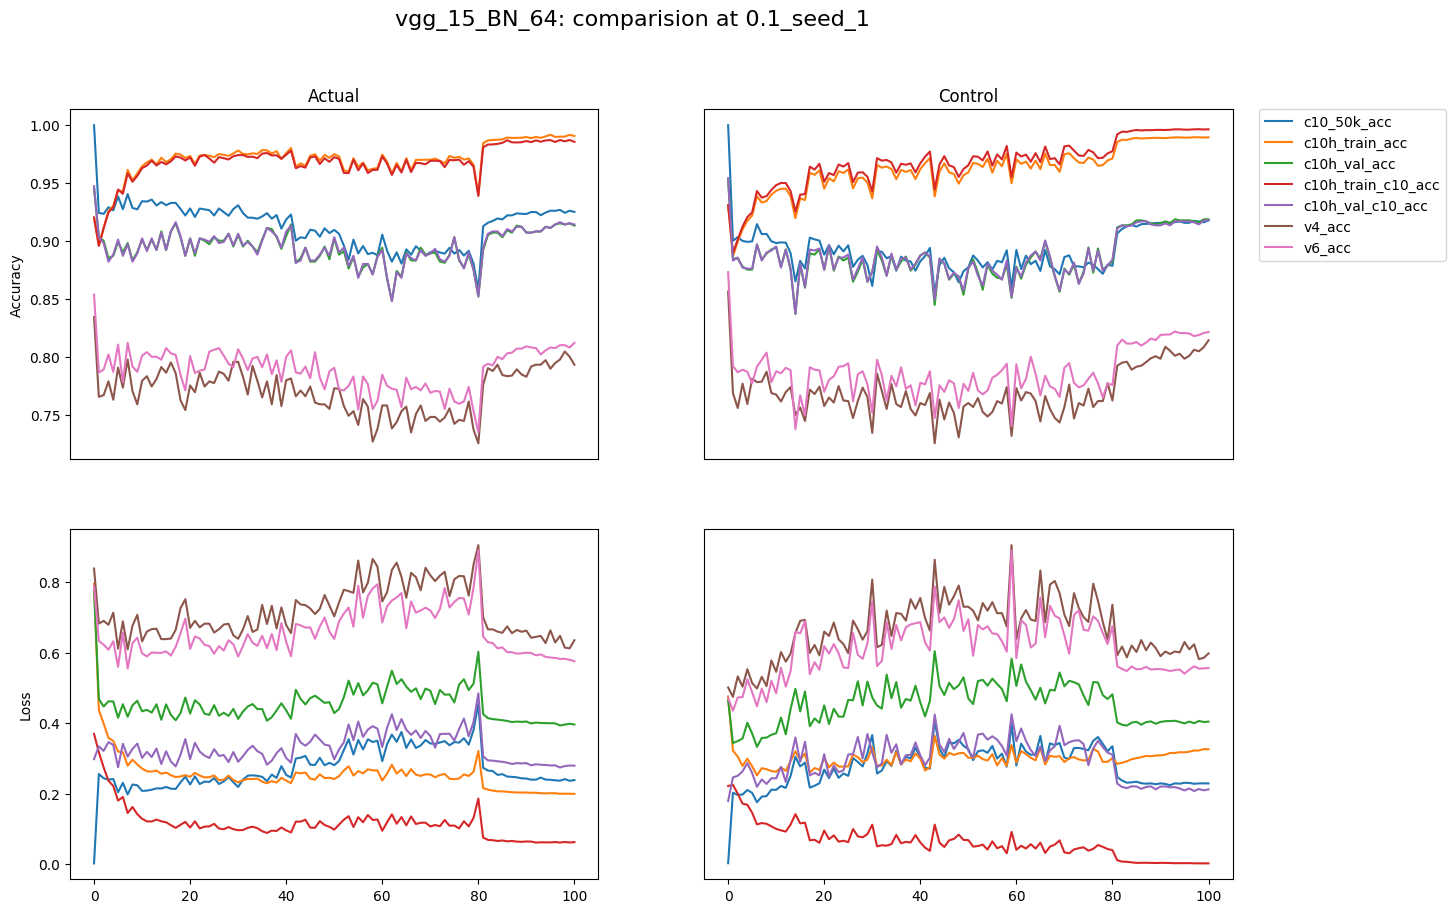 vgg_15_BN_64: comparision at 0.1_seed_1
Actual
Control
Accuracy
1.00
0.95
0.90
0.85
0.80
0.75
c10_50k_acc
c10h_train_acc
c10h_val_acc
c10h_train_c10_acc
c10h_val_c10_acc
v4_acc
v6_acc
Loss
0.8
0.6
0.4
0.2
0.0
0
20
40
60
80
100
0
20
40
60
80
100